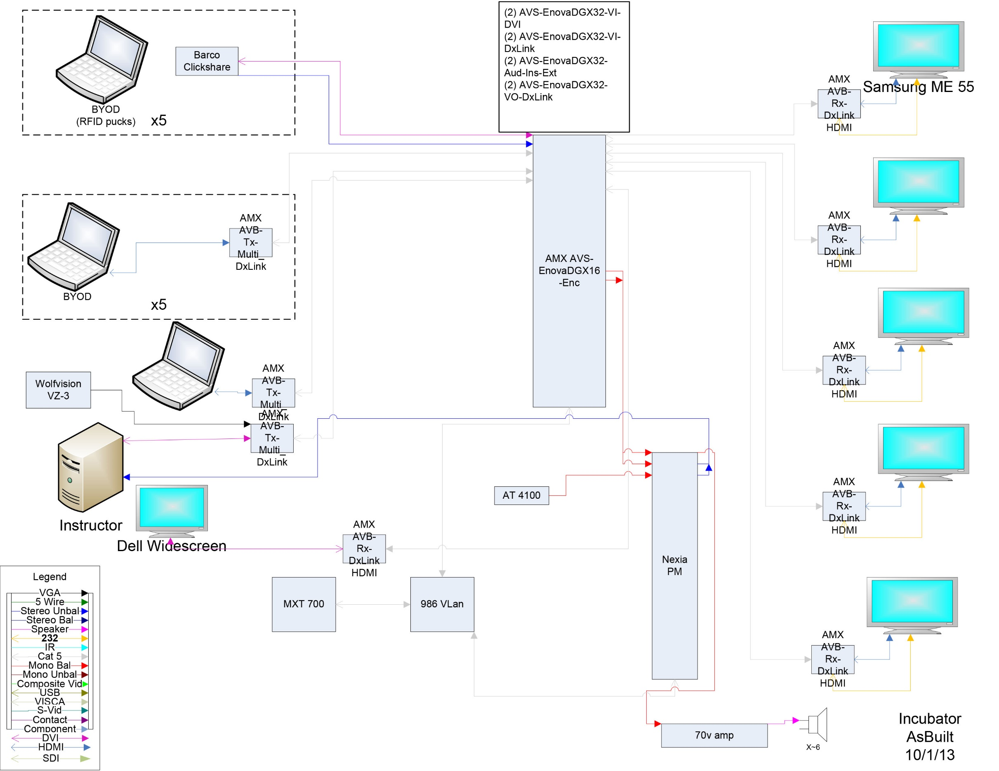 (2) AVS-EnovaDGX32-VI-
DVI
(2) AVS-EnovaDGX32-VI-
DxLink
(2) AVS-EnovaDGX32-
Aud-Ins-Ext
(2) AVS-EnovaDGX32-
VO-DxLink
Barco
Clickshare
BYOD
(RFID pucks)
x5
AMX
AVB-
Tx-
Multi_
DxLink
BYOD
x5
AMX
AVB-
Tx-
Multi_
DxLink
Wolfvision
VZ-3
AMX
AVB-
Tx-
Multi_
DxLink
Instructor
Dell Widescreen
AMX AVS-
EnovaDGX16
-Enc
AMX
AVB-
Rx-
DxLink
HDMI
Samsung ME 55
AMX
AVB-
Rx-
DxLink
HDMI
AMX
AVB-
Rx-
DxLink
HDMI
AMX
AVB-
Rx-
DxLink
HDMI
AMX
AVB-
Rx-
DxLink
HDMI
AT 4100
AMX
AVB-
Rx-
DxLink
HDMI
MXT 700
986 VLan
Nexia
PM
70v amp
X~6
Legend
VGA
5 Wire
Stereo Unbal
Stereo Bal
Speaker
232
IR
Cat 5
Mono Bal
Mono Unbal
Composite Vid
USB
VISCA
S-Vid
Contact
Component
DVI
HDMI
SDI
Incubator
AsBuilt
10/1/13